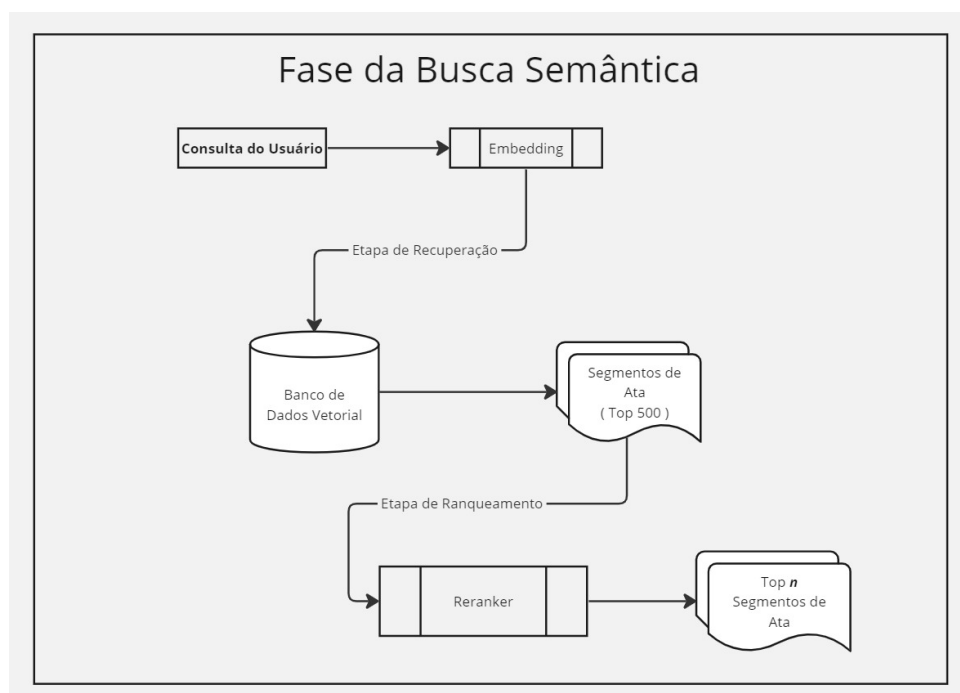 Fase da Busca Semântica
Consulta do Usuário
Embedding
Etapa de Recuperação
Banco de
Dados Vetorial
Segmentos de
Ata
( Top 500 )
Etapa de Ranqueamento
Reranker
Top n
Segmentos de
Ata